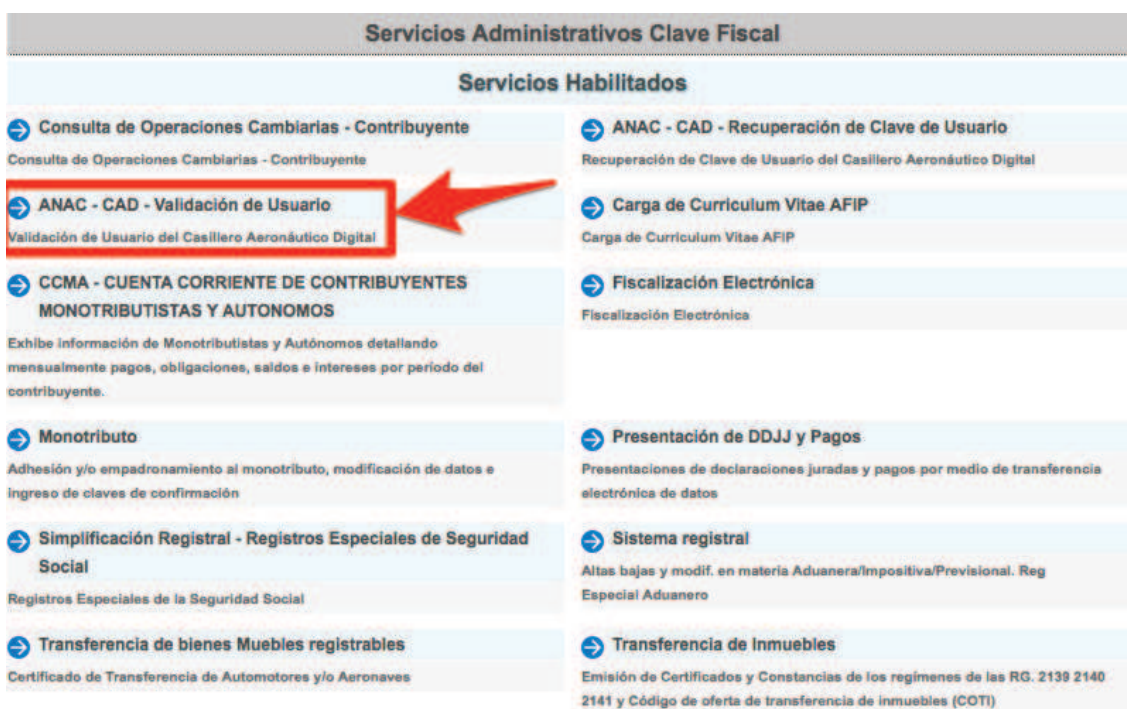 Servicios Administrativos Clave Fiscal
Servicios Habilitados
Consulta de Operaciones Cambiarias - Contribuyente
Consulta de Operaciones Cambiarias - Contribuyente
ANAC - CAD - Recuperación de Clave de Usuario
Recuperación de Clave de Usuario del Casillero Aeronáutico Digital
ANAC - CAD - Validación de Usuario
Validación de Usuario del Casillero Aeronáutico Digital
Carga de Curriculum Vitae AFIP
Carga de Curriculum Vitae AFIP
CCMA - CUENTA CORRIENTE DE CONTRIBUYENTES
MONOTRIBUTISTAS Y AUTONOMOS
Exhibe información de Monotributistas y Autónomos detallando
mensualmente pagos, obligaciones, saldos e intereses por período del
contribuyente.
Fiscalización Electrónica
Fiscalización Electrónica
Monotributo
Adhesión y/o empadronamiento al monotributo, modificación de datos e
ingreso de claves de confirmación
Presentación de DDJJ y Pagos
Presentaciones de declaraciones juradas y pagos por medio de transferencia
electrónica de datos
Simplificación Registral - Registros Especiales de Seguridad
Social
Registros Especiales de la Seguridad Social
Sistema registral
Altas bajas y modif. en materia Aduanera/Impositiva/Previsional. Reg
Especial Aduanero
Transferencia de bienes Muebles registrables
Certificado de Transferencia de Automotores y/o Aeronaves
Transferencia de Inmuebles
Emisión de Certificados y Constancias de los regímenes de las RG. 2139 2140
2141 y Código de oferta de transferencia de inmuebles (COTI)